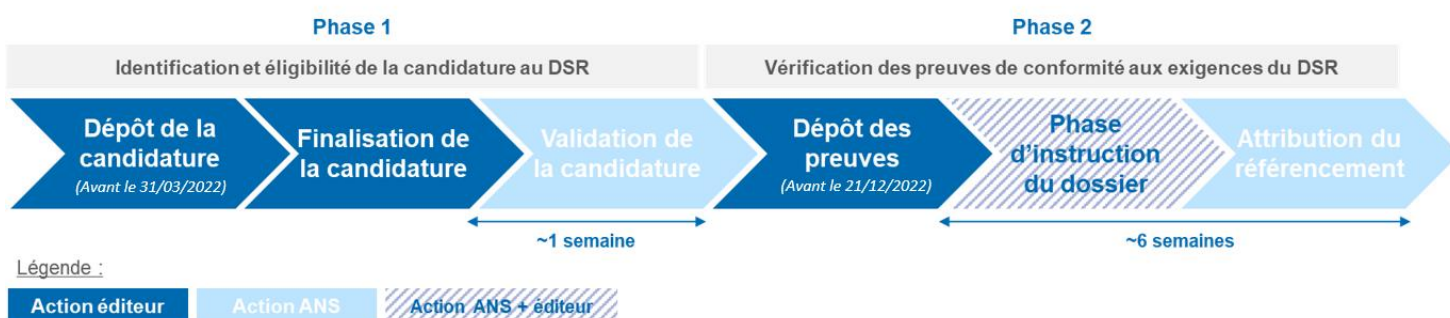 Phase 1
Phase 2
Identification et éligibilité de la candidature au DSR
Vérification des preuves de conformité aux exigences du DSR
Dépôt de la
candidature
(Avant le 31/03/2022)
Finalisation de
la candidature
Validation de
la candidature
Dépôt des
preuves
(Avant le 21/12/2022)
Phase
d'instruction
du dossier
Attribution du
référencement
~1 semaine
~6 semaines
Légende :
Action éditeur
Action ANS
Action ANS + éditeur